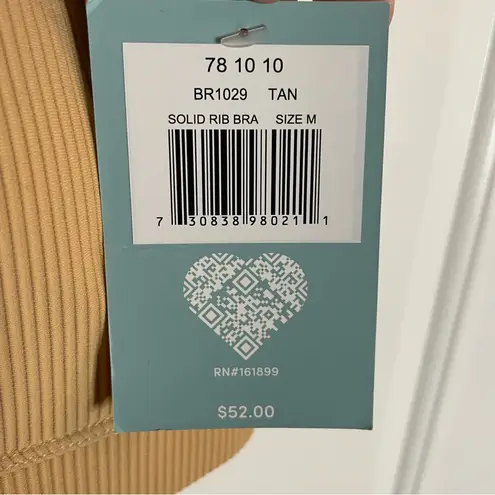 78 10 10
BR1029 TAN
SOLID RIB BRA SIZE M
7 30838 98021 1
RN#161899
$52.00